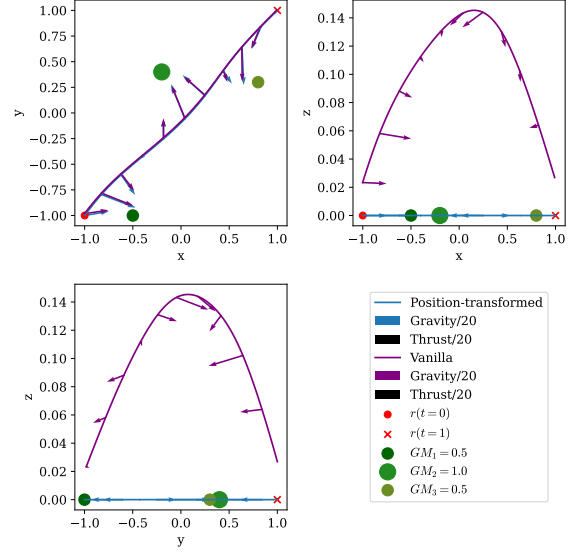 1.00
0.75
0.50
0.25
0.00
−0.25
−0.50
−0.75
−1.00
y
−1.0
−0.5
0.0
0.5
1.0
x
0.14
0.12
0.10
0.08
0.06
0.04
0.02
0.00
z
−1.0
−0.5
0.0
0.5
1.0
x
0.14
0.12
0.10
0.08
0.06
0.04
0.02
0.00
z
−1.0
−0.5
0.0
0.5
1.0
y
Position-transformed
Gravity/20
Thrust/20
Vanilla
Gravity/20
Thrust/20
r(t = 0)
r(t = 1)
GM₁ = 0.5
GM₂ = 1.0
GM₃ = 0.5